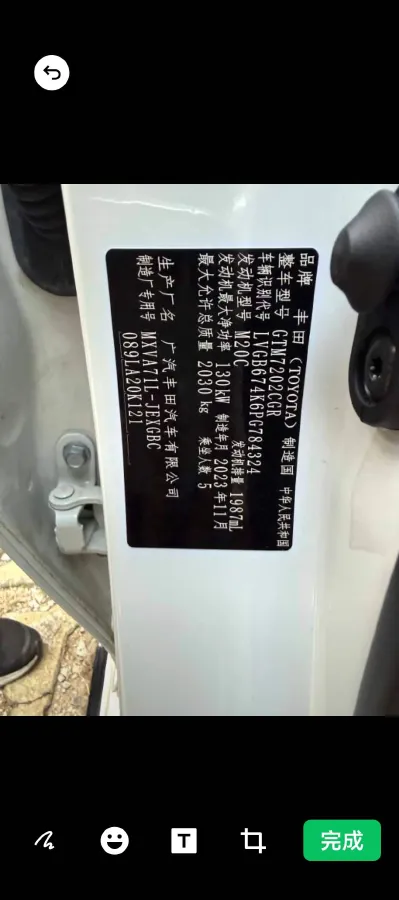 品牌 丰田(TOYOTA) 制造国 中华人民共和国
整车型号 GTM7202CGR
车辆识别代号 LVGB674K6PG784324
发动机型号 M20C 发动机排量 1987mL
发动机最大净功率 130kW 制造年月 2023年11月
最大允许总质量 2030kg 乘坐人数 5
生产厂名 广汽丰田汽车有限公司
制造厂专用号 MXVA71L-JEXGBC
089LLA20K121
T
完成